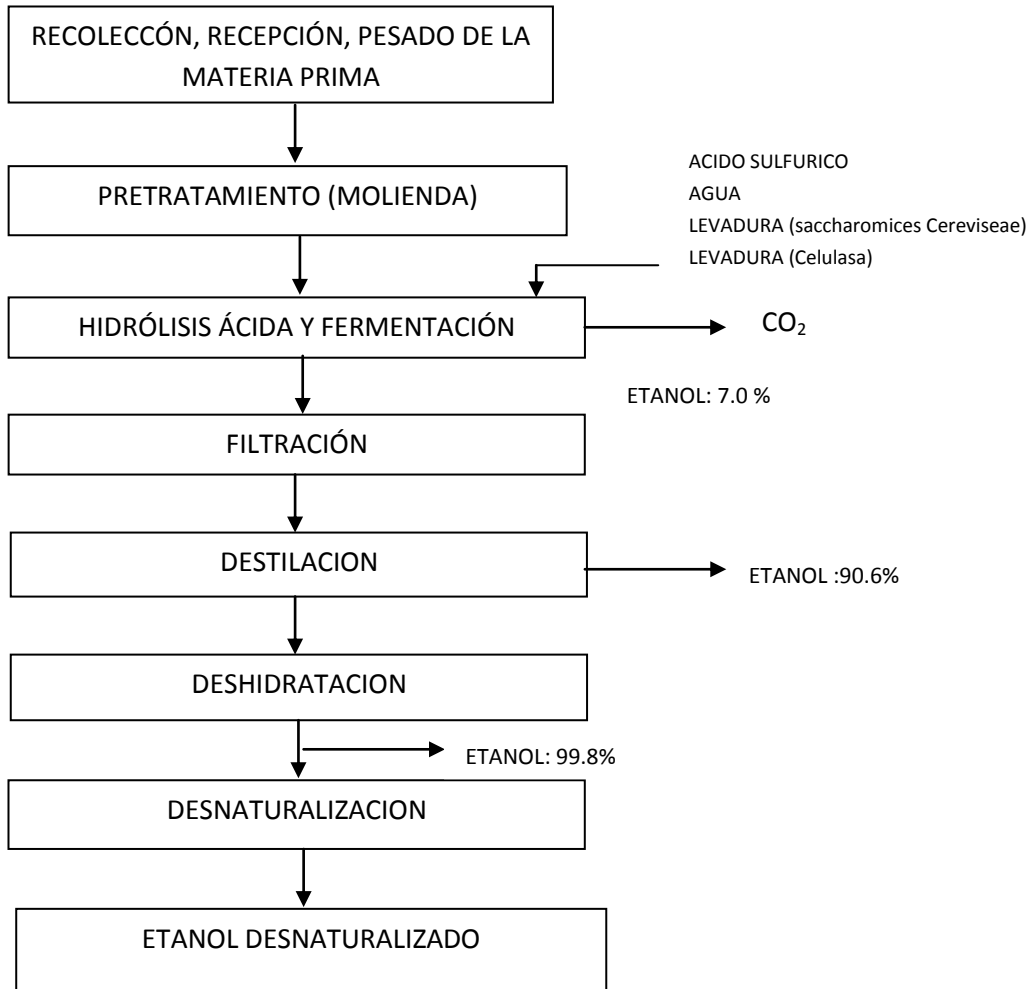 RECOLECCÓN, RECEPCIÓN, PESADO DE LA
MATERIA PRIMA
PRETRATAMIENTO (MOLIENDA)
ACIDO SULFURICO
AGUA
LEVADURA (saccharomices Cereviseae)
LEVADURA (Celulasa)
HIDRÓLISIS ÁCIDA Y FERMENTACIÓN
CO₂
ETANOL: 7.0 %
FILTRACIÓN
DESTILACION
ETANOL :90.6%
DESHIDRATACION
ETANOL: 99.8%
DESNATURALIZACION
ETANOL DESNATURALIZADO